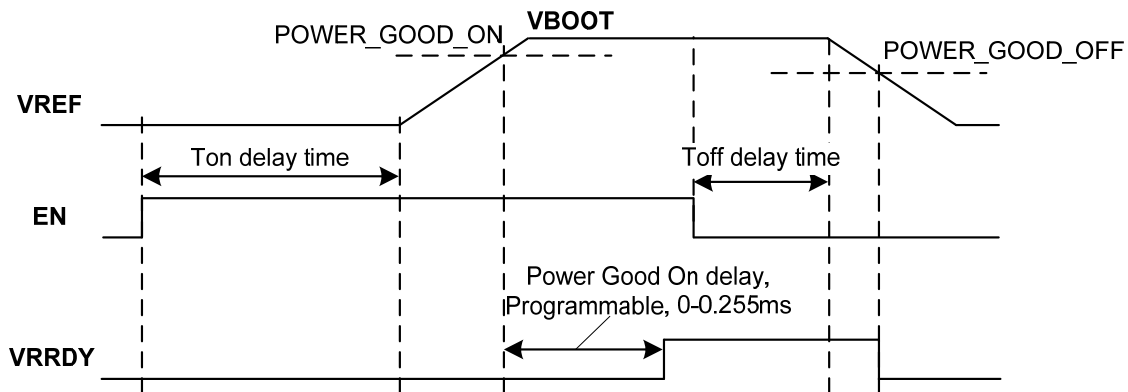 VBOOT
POWER_GOOD_ON
POWER_GOOD_OFF
VREF
Ton delay time
Toff delay time
EN
Power Good On delay,
Programmable, 0-0.255ms
VRRDY